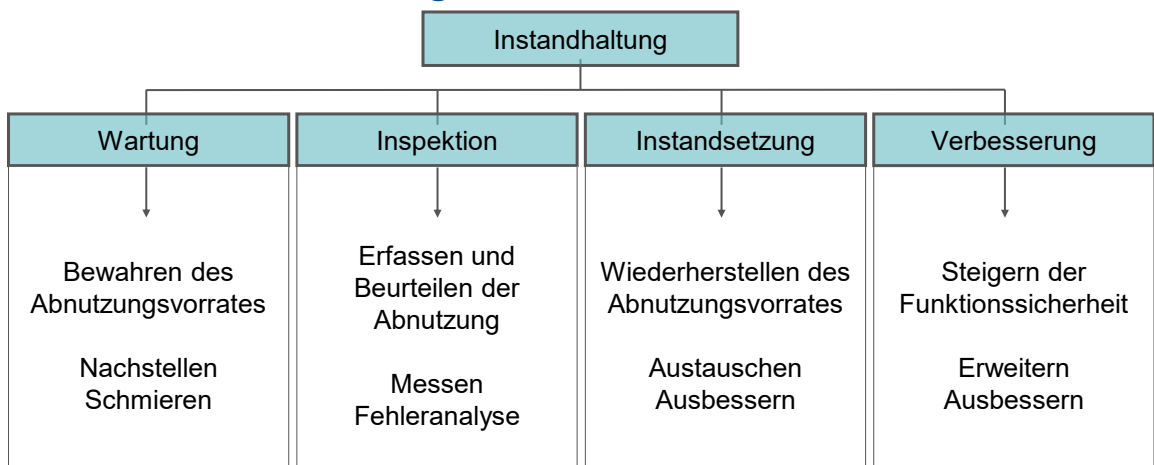 Instandhaltung
Wartung
Inspektion
Instandsetzung
Verbesserung
Bewahren des
Abnutzungsvorrates
Nachstellen
Schmieren
Erfassen und
Beurteilen der
Abnutzung
Messen
Fehleranalyse
Wiederherstellen des
Abnutzungsvorrates
Austauschen
Ausbessern
Steigern der
Funktionssicherheit
Erweitern
Ausbessern